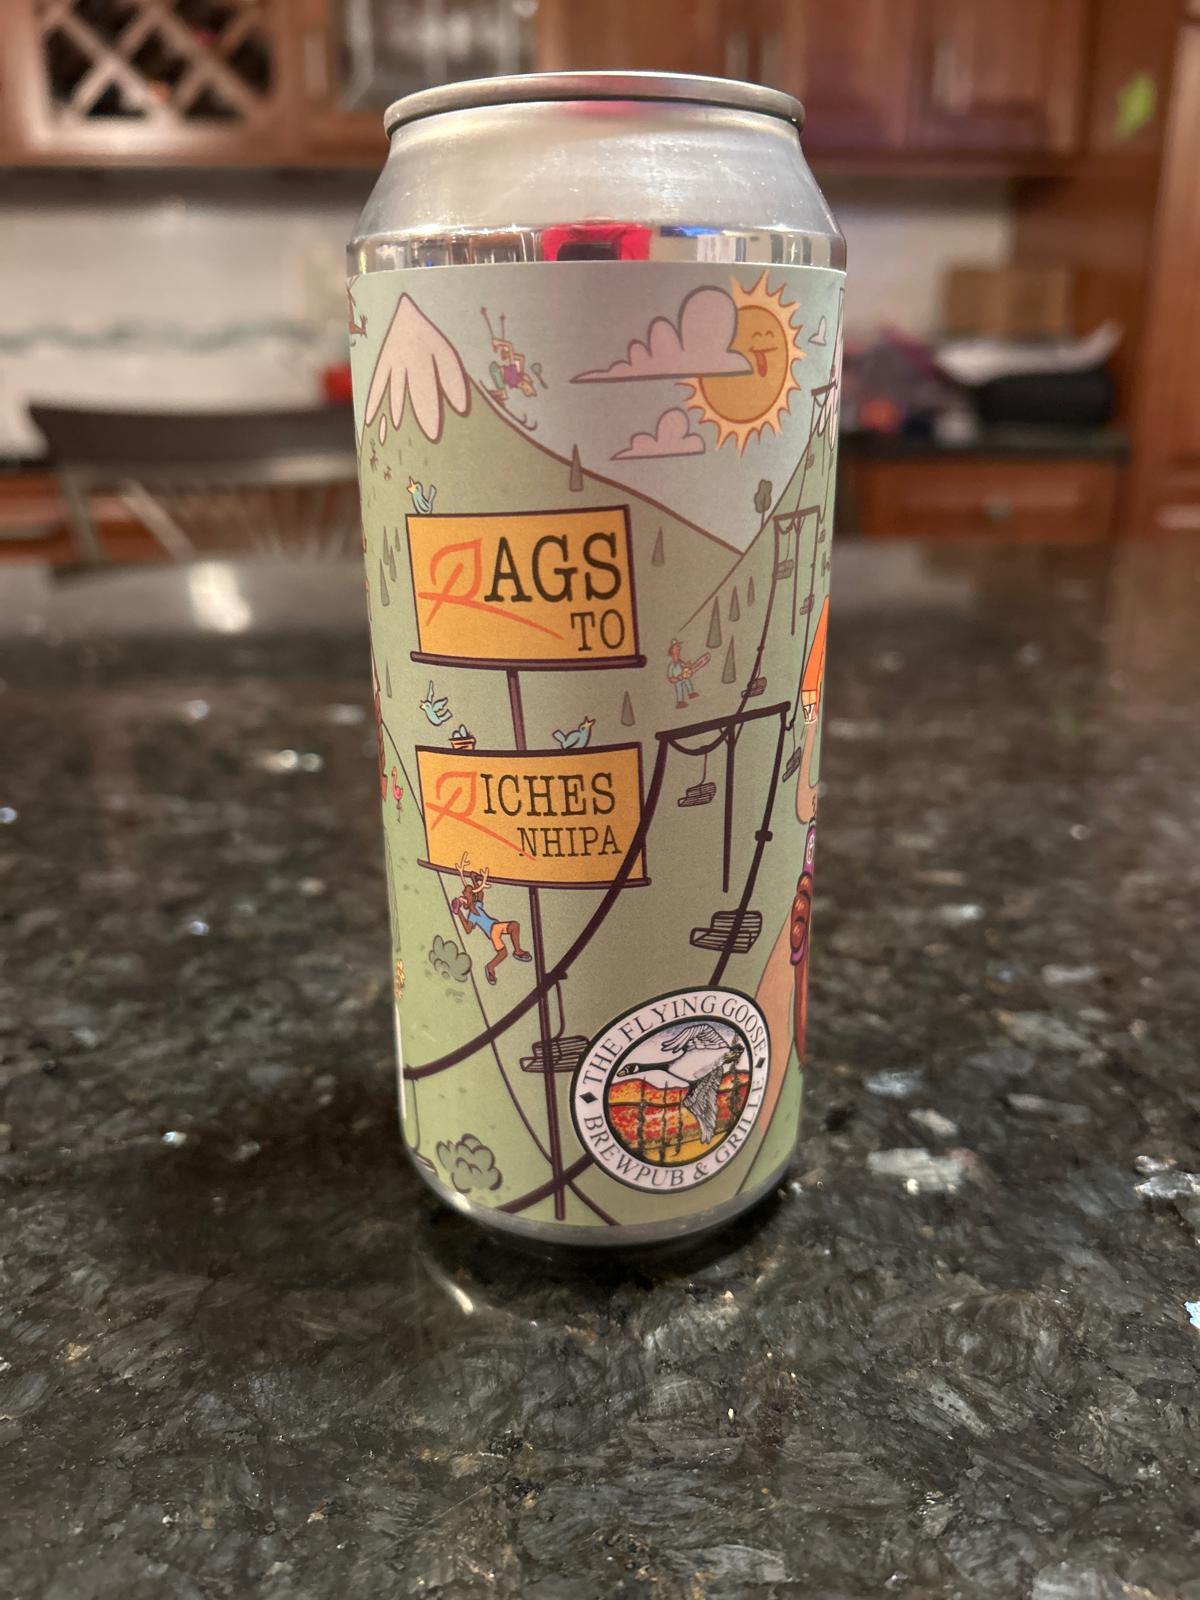 RAGS
TO
RICHES
NHIPA
THE FLYING GOOSE
BREWPUB & GRILLE